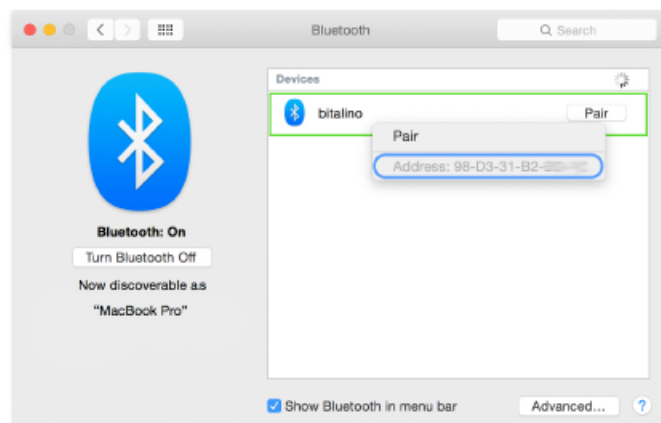 Bluetooth
Search
Devices
bitalino
Pair
Pair
Address: 98-D3-31-B2-
Bluetooth: On
Turn Bluetooth Off
Now discoverable as
“MacBook Pro”
Show Bluetooth in menu bar
Advanced...
?